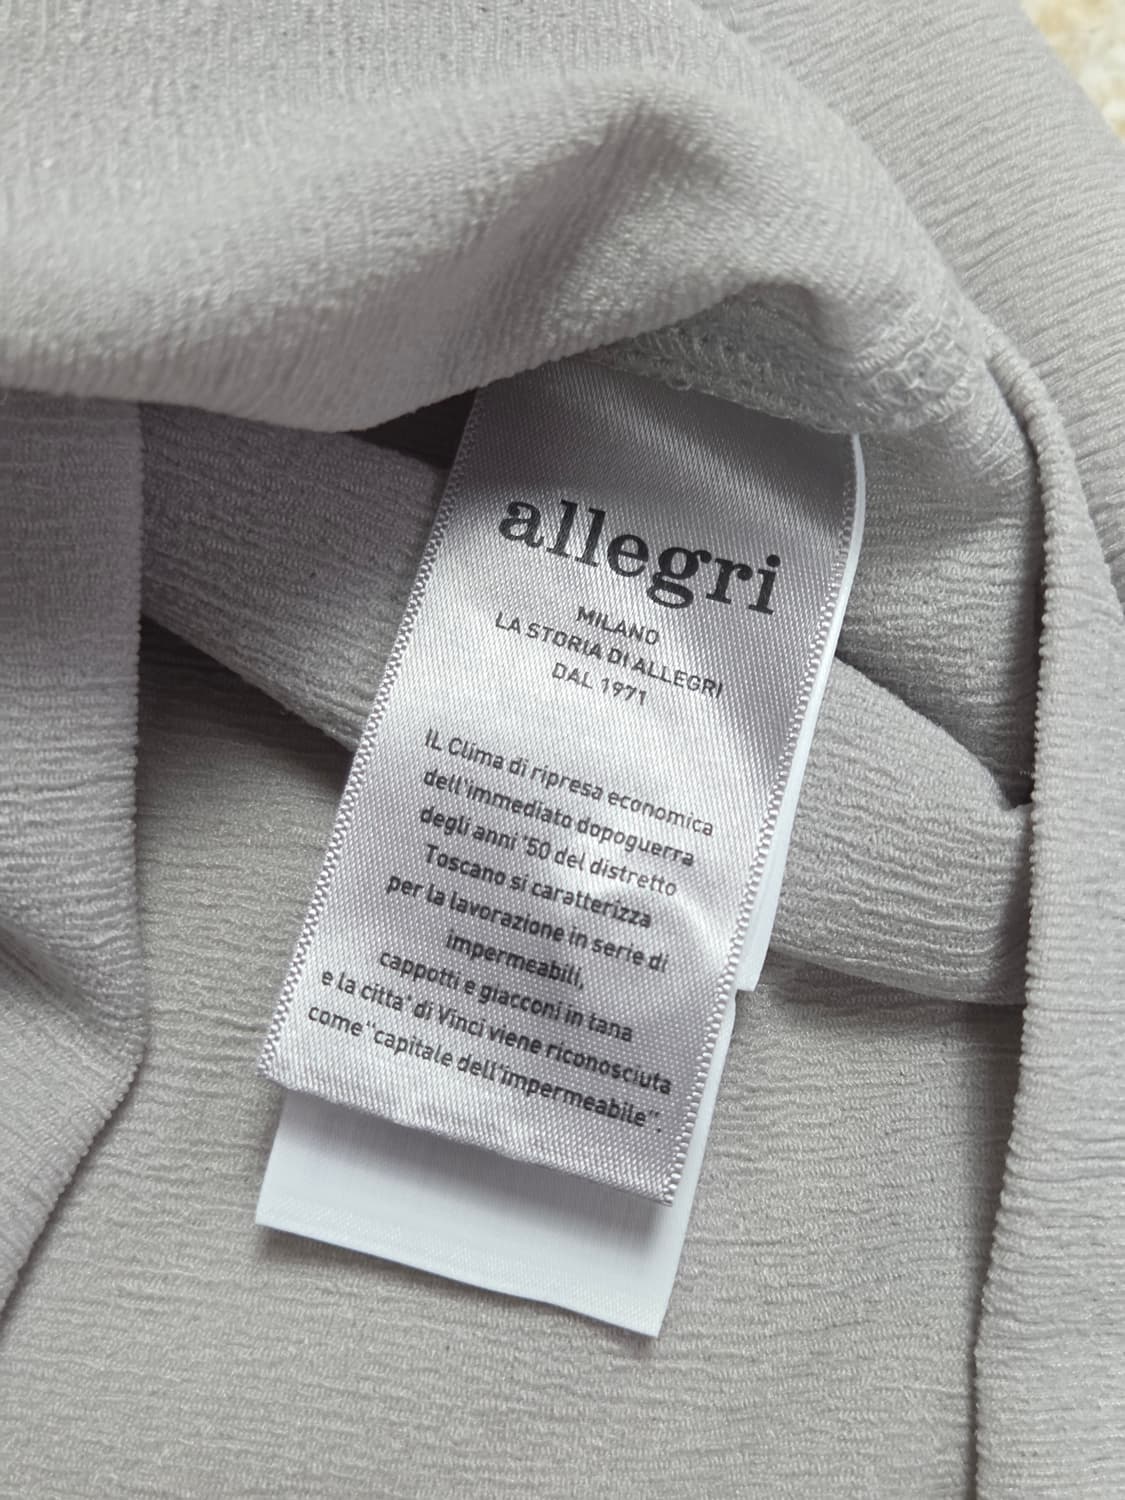 allegri
MILANO
LA STORIA DI ALLEGRI
DAL 1971
IL Clima di ripresa economica
dell'immediato dopoguerra
degli anni '50 del distretto
Toscano si caratterizza
per la lavorazione in serie di
impermeabili,
cappotti e giacconi in tana
e la citta' di Vinci viene riconosciuta
come "capitale dell'impermeabile".